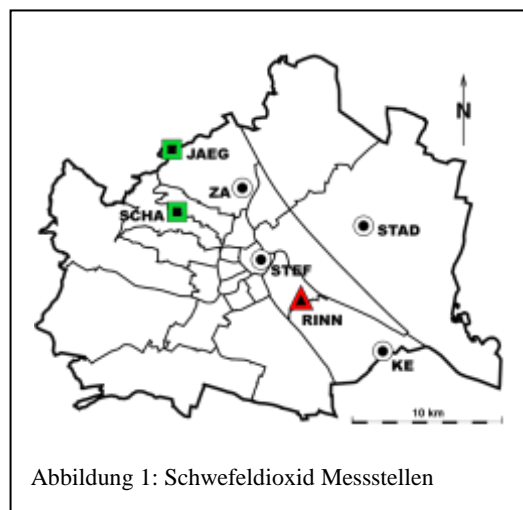 N
JAEG
ZA
SCHA
STAD
STEF
RINN
KE
10 km
Abbildung 1: Schwefeldioxid Messstellen